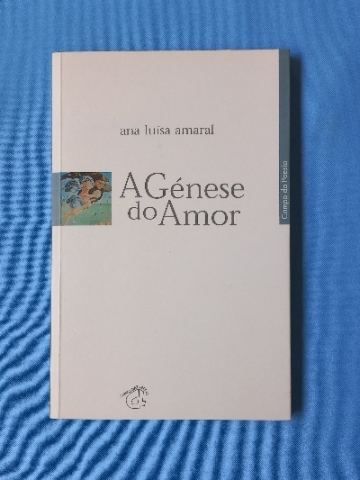 ana luísa amaral
A Génese
do Amor
Campo da Poesia